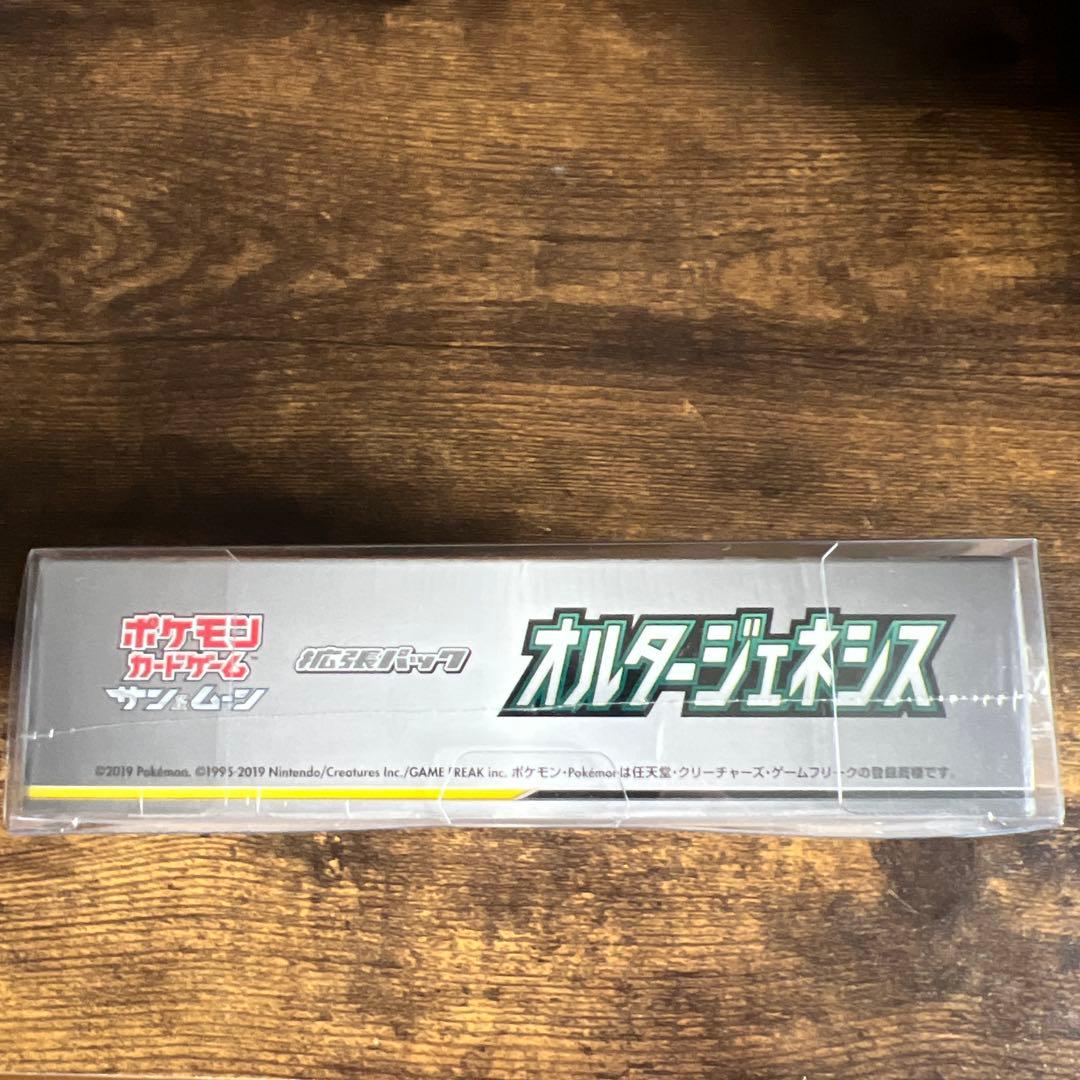 ポケモン
カードゲーム™
サン&ムーン
拡張パック
オルタージェネシス
©2019 Pokémon. ©1995-2019 Nintendo/Creatures Inc./GAME FREAK inc. ポケモン・Pokémonは任天堂・クリーチャーズ・ゲームフリークの登録商標です。